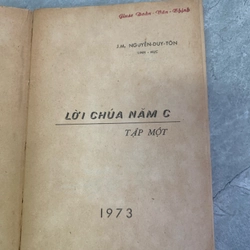 J.M. NGUYỄN-DUY-TÔN
LỜI CHÚA NĂM C
TẬP MỘT
1973